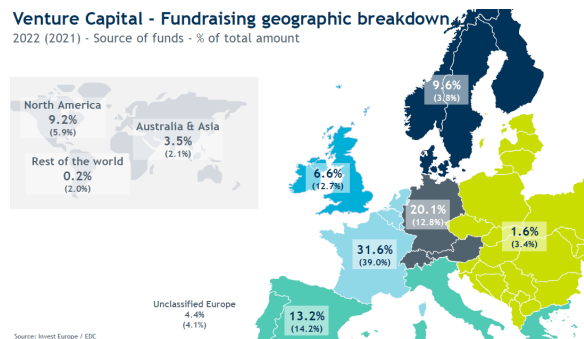 Venture Capital - Fundraising geographic breakdown
2022 (2021) - Source of funds - % of total amount
North America
9.2%
(5.9%)
Australia & Asia
3.5%
(2.1%)
Rest of the world
0.2%
(2.0%)
9.6%
(3.8%)
6.6%
(12.7%)
20.1%
(12.8%)
1.6%
(3.4%)
31.6%
(39.0%)
Unclassified Europe
4.4%
(4.1%)
13.2%
(14.2%)
Source: Invest Europe / EDC